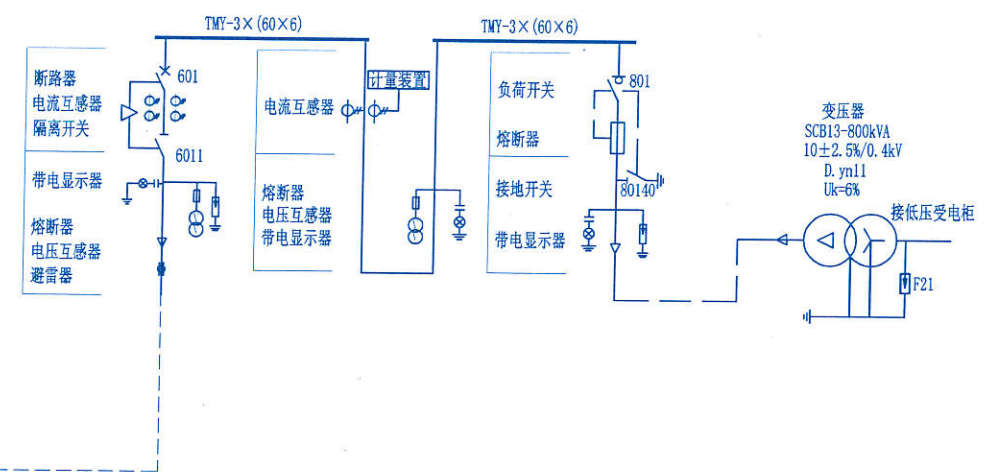 TMY-3×(60×6)
断路器
电流互感器
隔离开关
601
6011
带电显示器
熔断器
电压互感器
避雷器
电流互感器
计量装置
熔断器
电压互感器
带电显示器
TMY-3×(60×6)
负荷开关
801
熔断器
接地开关
80140
带电显示器
变压器
SCB13-800kVA
10±2.5%/0.4kV
D.yn11
Uk=6%
接低压受电柜
F21